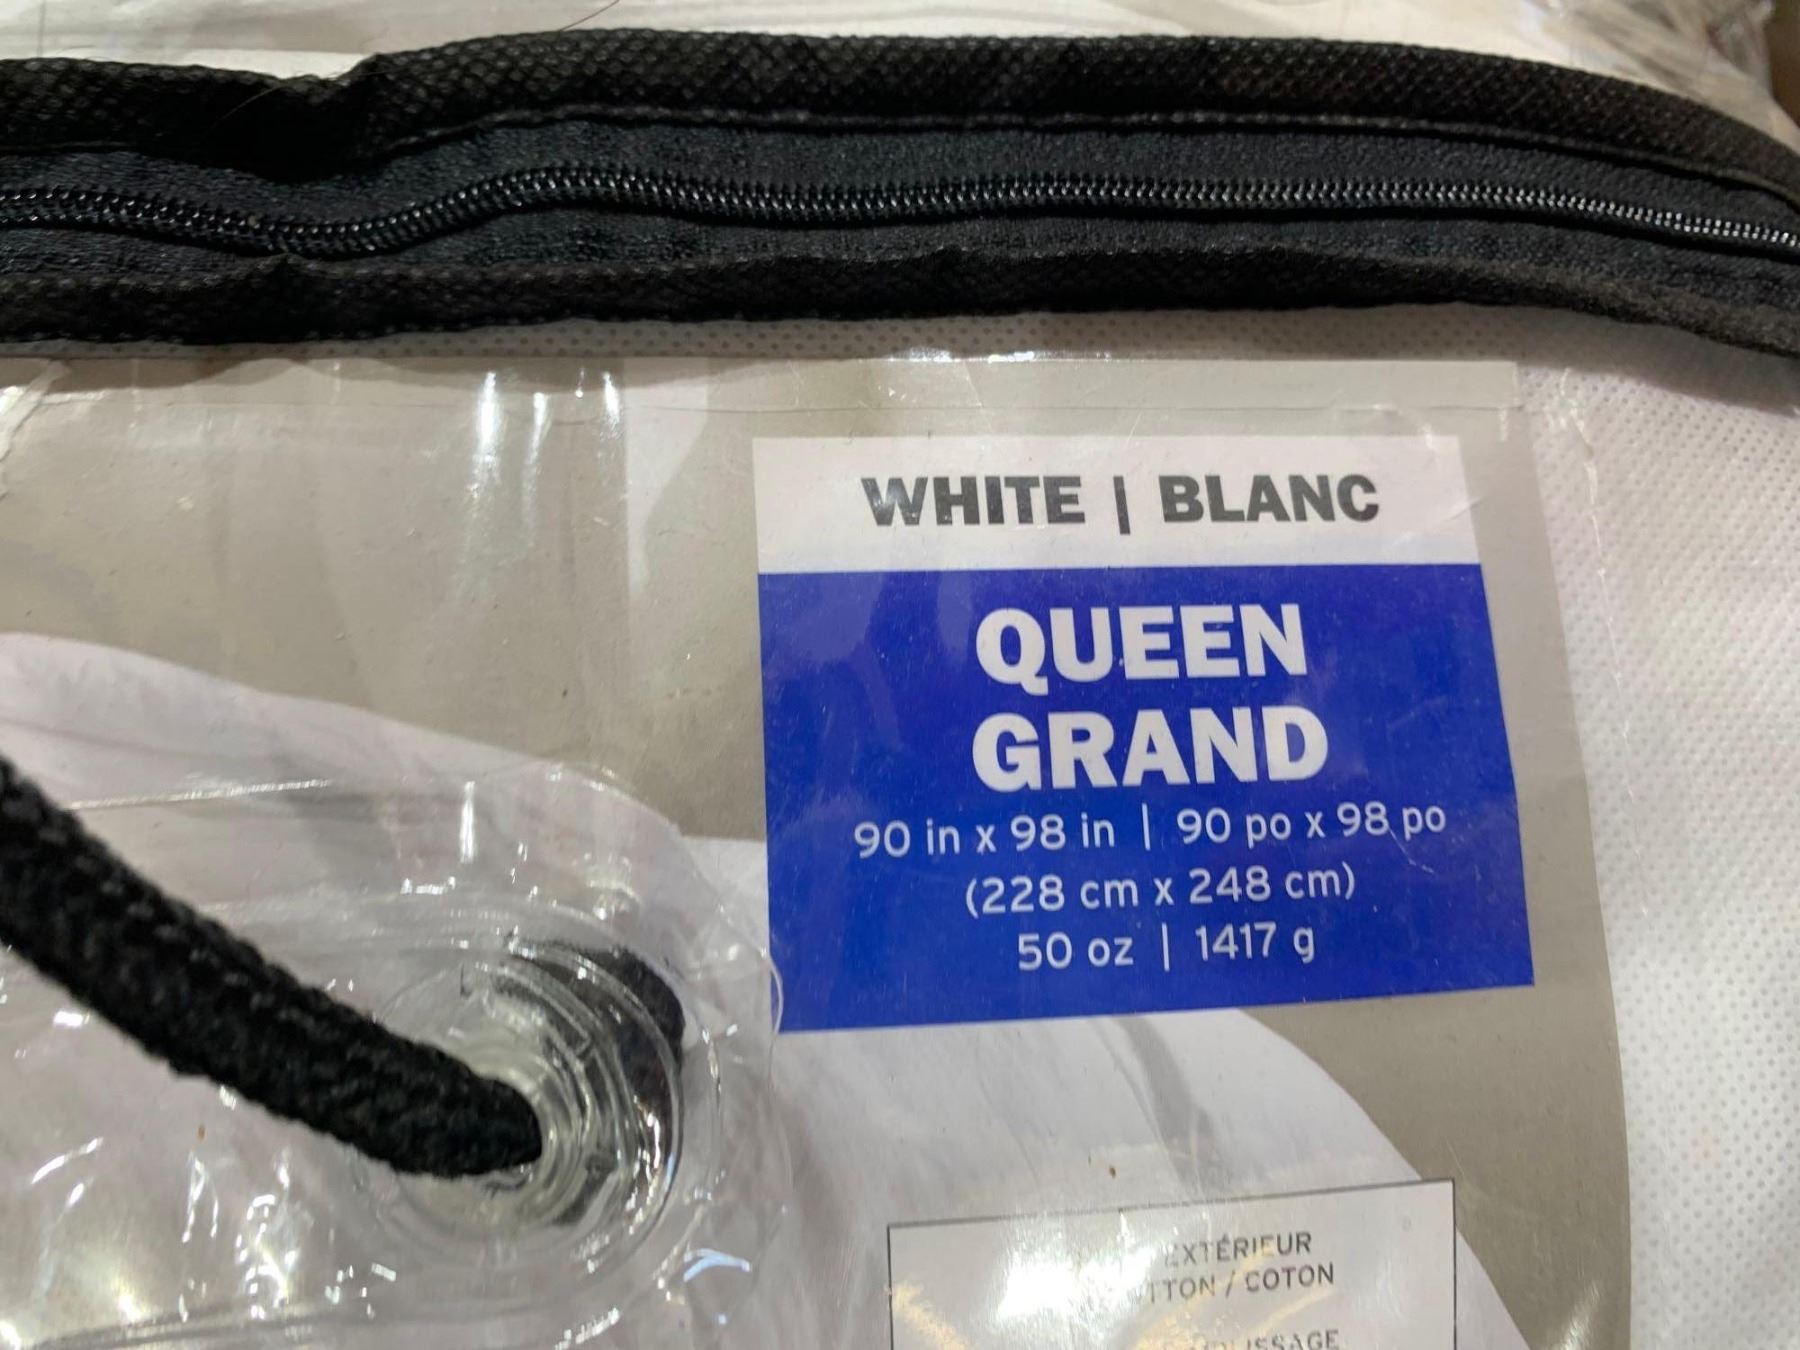 WHITE | BLANC
QUEEN
GRAND
90 in x 98 in | 90 po x 98 po
(228 cm x 248 cm)
50 oz | 1417 g
EXTÉRIEUR
/ COTON